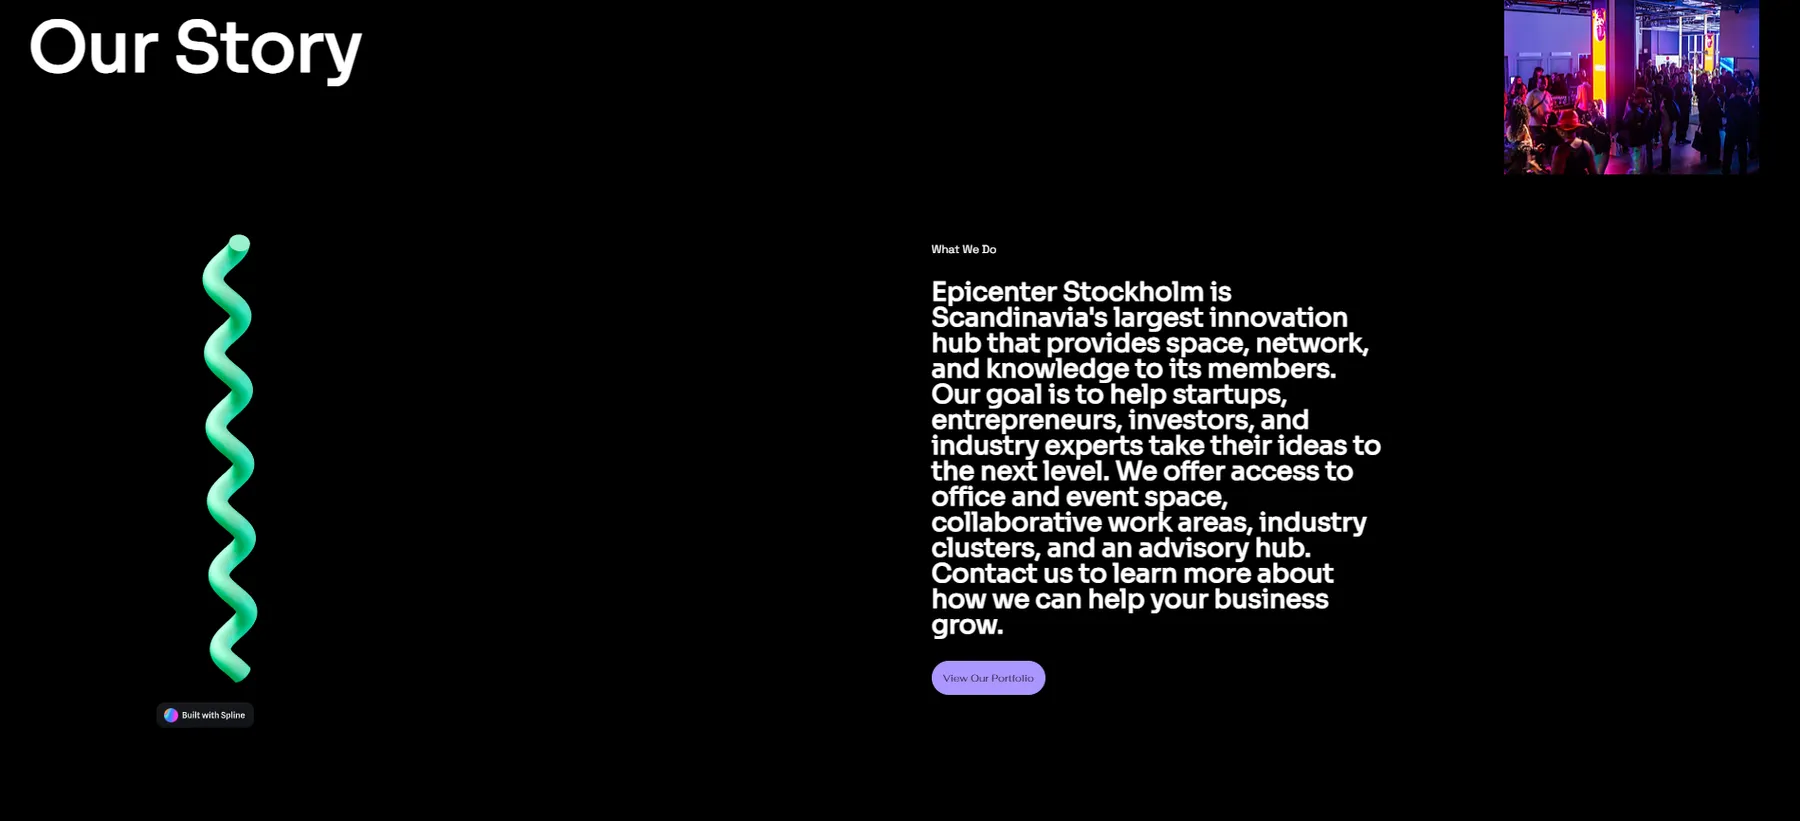 Our Story
What We Do
Epicenter Stockholm is
Scandinavia's largest innovation
hub that provides space, network,
and knowledge to its members.
Our goal is to help startups,
entrepreneurs, investors, and
industry experts take their ideas to
the next level. We offer access to
office and event space,
collaborative work areas, industry
clusters, and an advisory hub.
Contact us to learn more about
how we can help your business
grow.
View Our Portfolio
Built with Spline